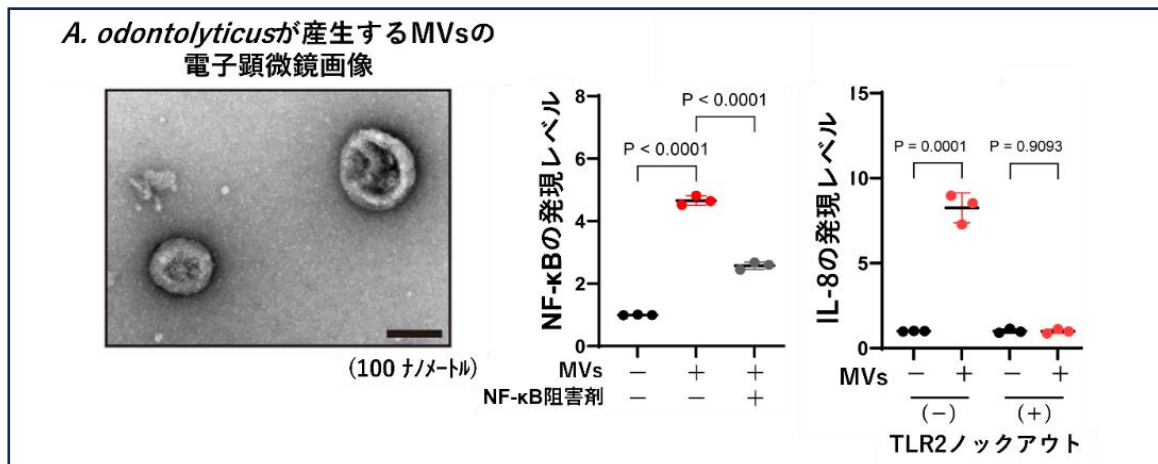 A. odontolyticusが産生するMVsの
電子顕微鏡画像
(100 ナノメートル)
NF-κBの発現レベル
8
6
4
2
0
P < 0.0001
P < 0.0001
MVs − + +
NF-κB阻害剤 − − +
IL-8の発現レベル
15
10
5
0
P = 0.0001 P = 0.9093
MVs − + − +
(−) (+)
TLR2ノックアウト